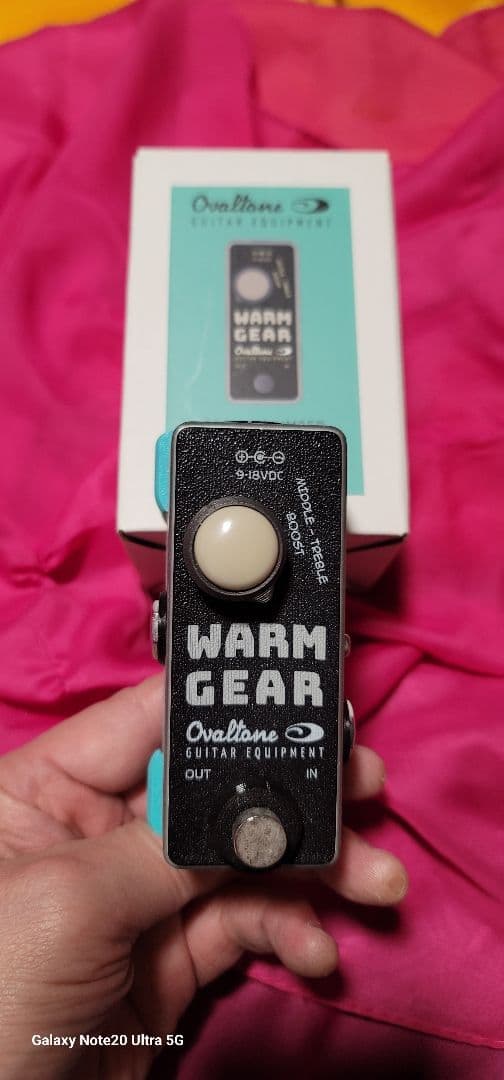 Ovaltone
GUITAR EQUIPMENT
WARM
GEAR
Ovaltone
9-18VDC
MIDDLE - TREBLE
BOOST
WARM
GEAR
Ovaltone
GUITAR EQUIPMENT
OUT IN
Galaxy Note20 Ultra 5G